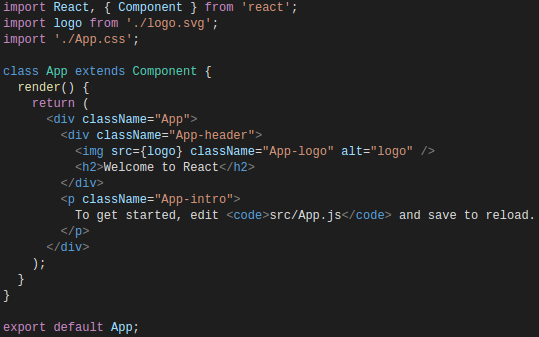 import React, { Component } from 'react';
import logo from './logo.svg';
import './App.css';

class App extends Component {
  render() {
    return (
      <div className="App">
        <div className="App-header">
          <img src={logo} className="App-logo" alt="logo" />
          <h2>Welcome to React</h2>
        </div>
        <p className="App-intro">
          To get started, edit <code>src/App.js</code> and save to reload.
        </p>
      </div>
    );
  }
}

export default App;